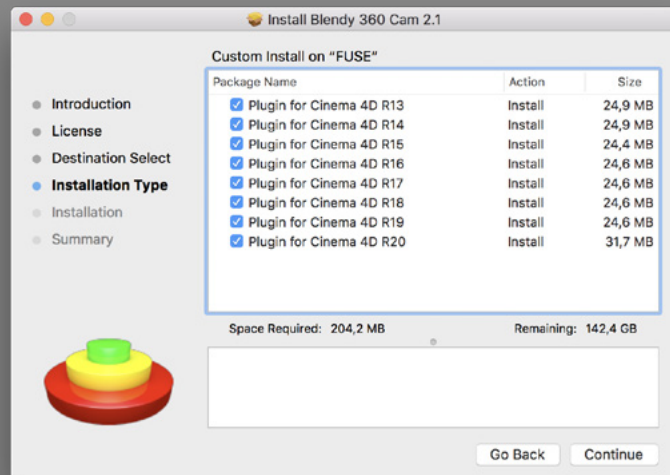 Install Blendy 360 Cam 2.1
Custom Install on “FUSE”
Package Name Action Size
Plugin for Cinema 4D R13 Install 24,9 MB
Plugin for Cinema 4D R14 Install 24,9 MB
Plugin for Cinema 4D R15 Install 24,4 MB
Plugin for Cinema 4D R16 Install 24,6 MB
Plugin for Cinema 4D R17 Install 24,6 MB
Plugin for Cinema 4D R18 Install 24,6 MB
Plugin for Cinema 4D R19 Install 24,6 MB
Plugin for Cinema 4D R20 Install 31,7 MB
Introduction
License
Destination Select
Installation Type
Installation
Summary
Space Required: 204,2 MB Remaining: 142,4 GB
Go Back Continue